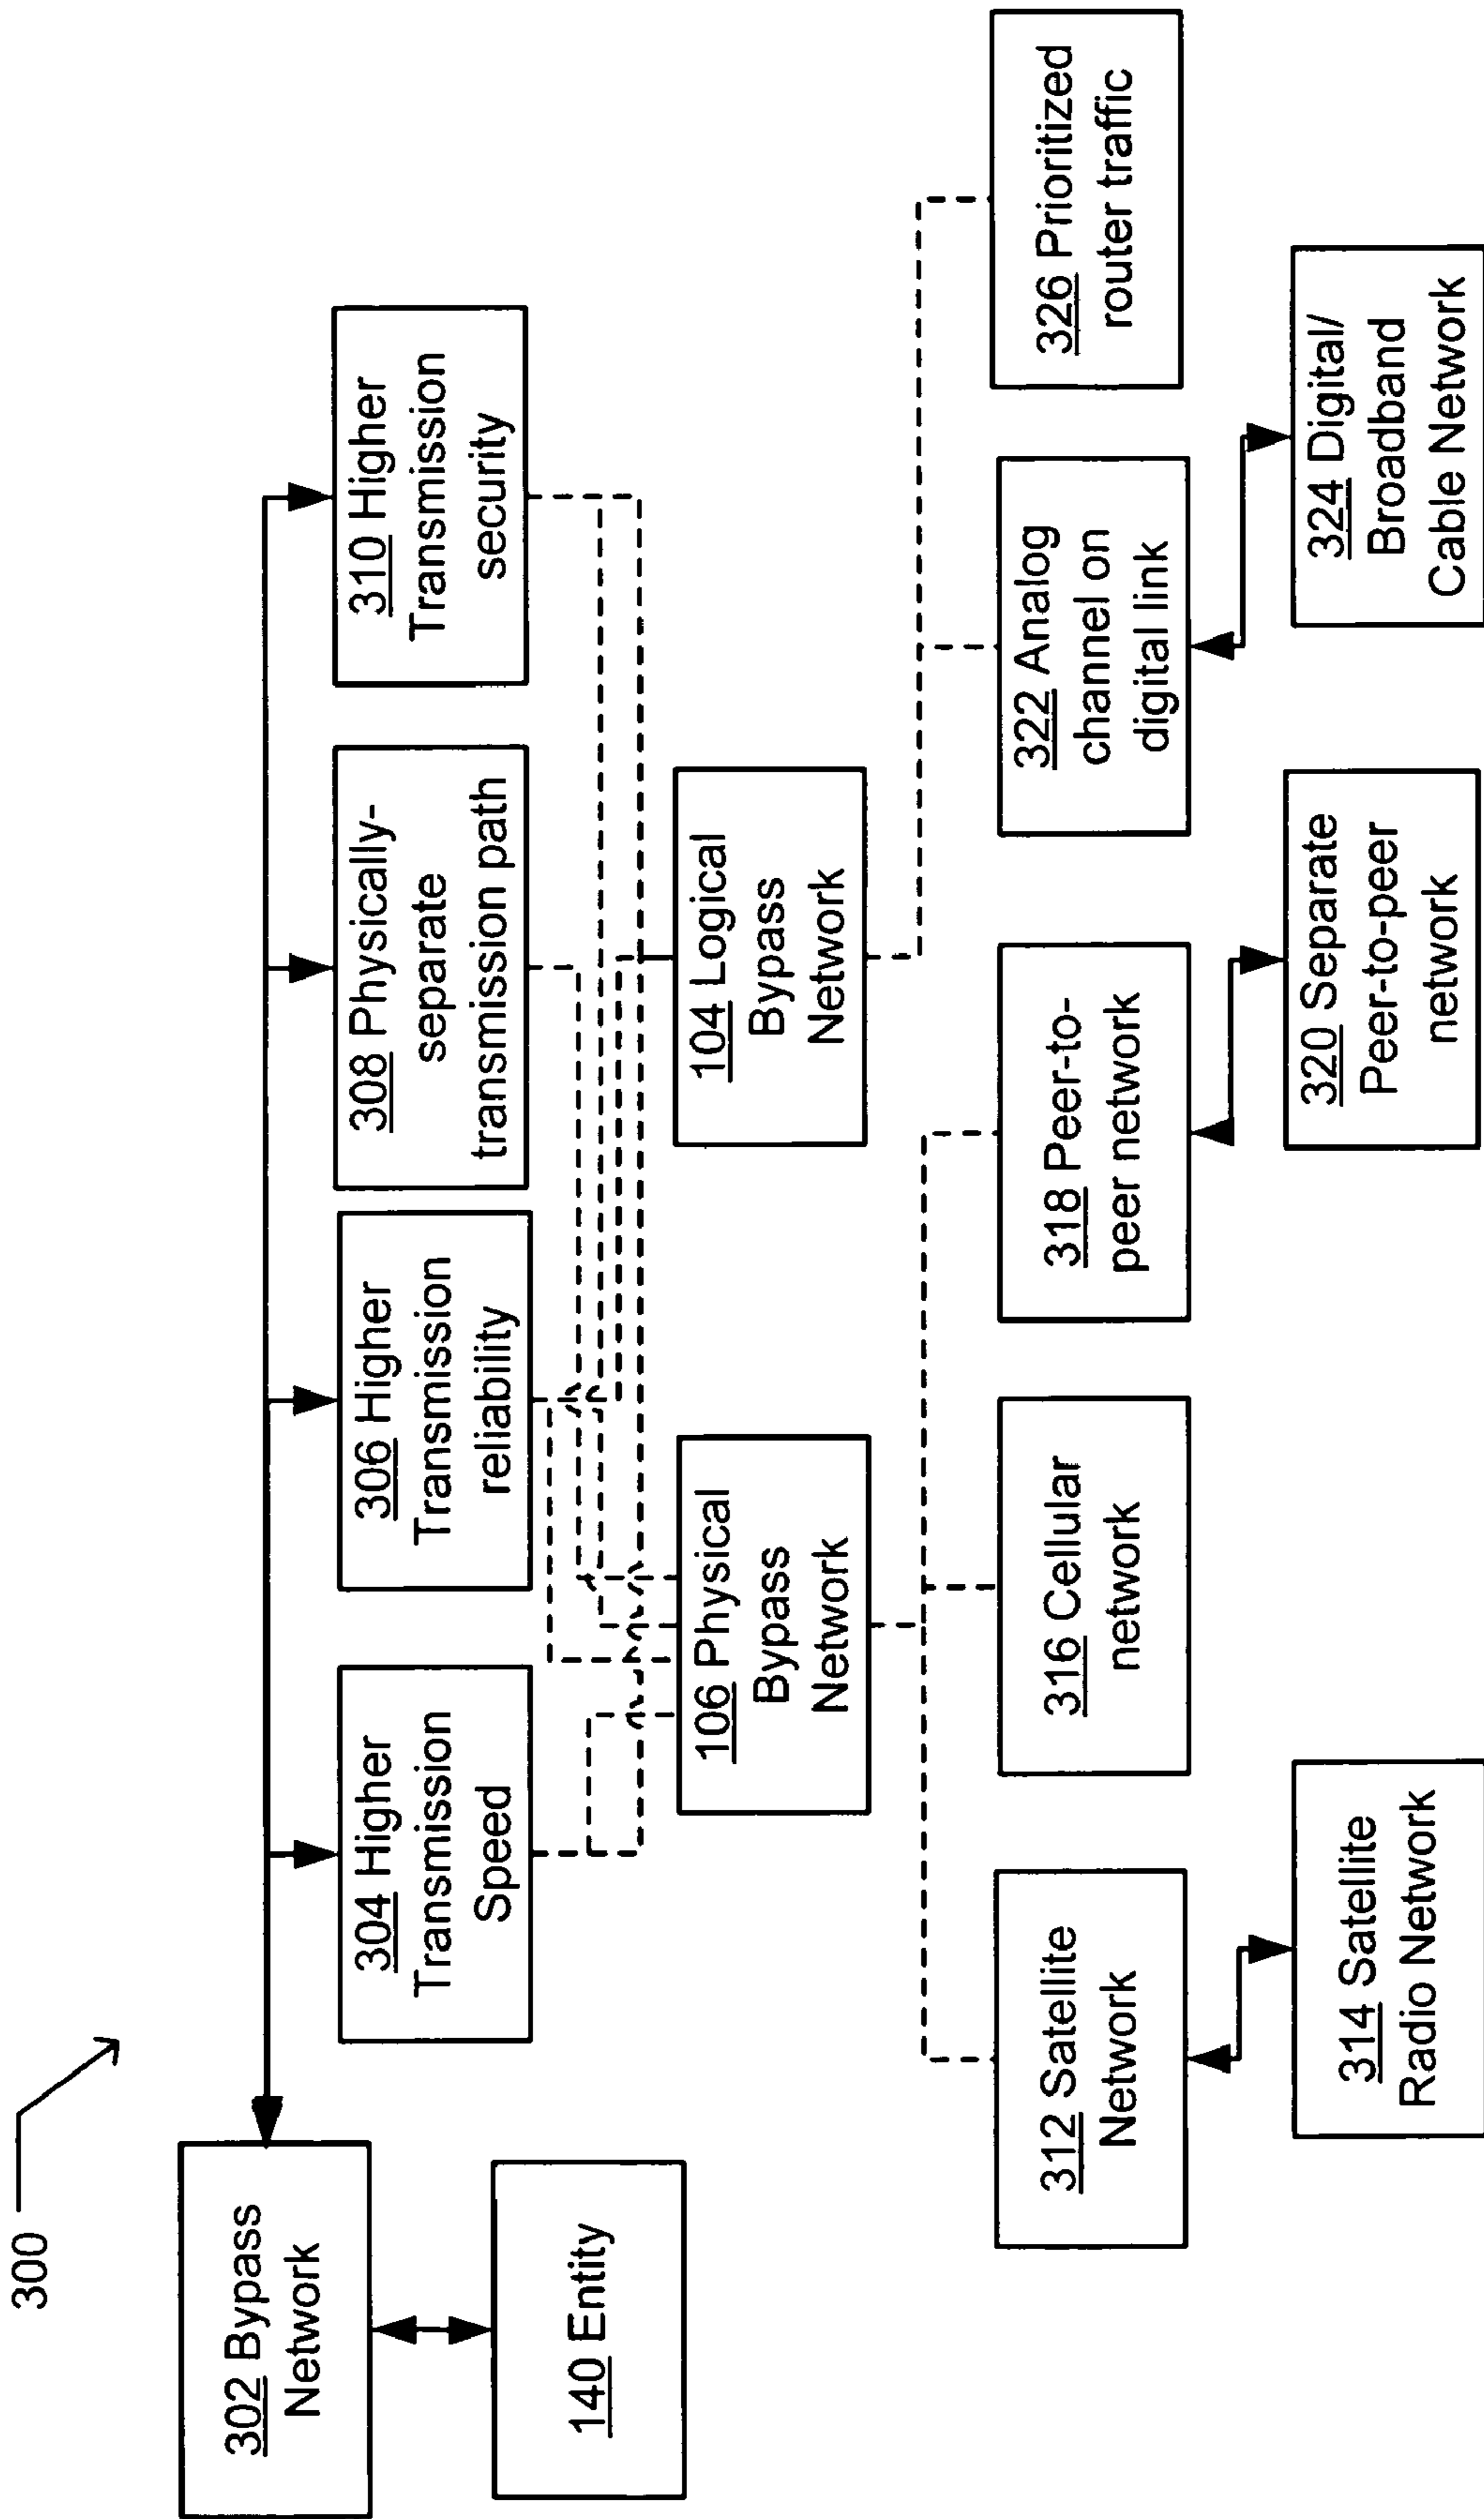 300
302 Bypass
Network
140 Entity
304 Higher
Transmission
Speed
306 Higher
Transmission
reliability
308 Physically-
separate
transmission path
310 Higher
Transmission
security
106 Physical
Bypass
Network
104 Logical
Bypass
Network
312 Satellite
Network
316 Cellular
network
318 Peer-to-
peer network
322 Analog
channel on
digital link
326 Prioritized
router traffic
314 Satellite
Radio Network
320 Separate
Peer-to-peer
network
324 Digital/
Broadband
Cable Network